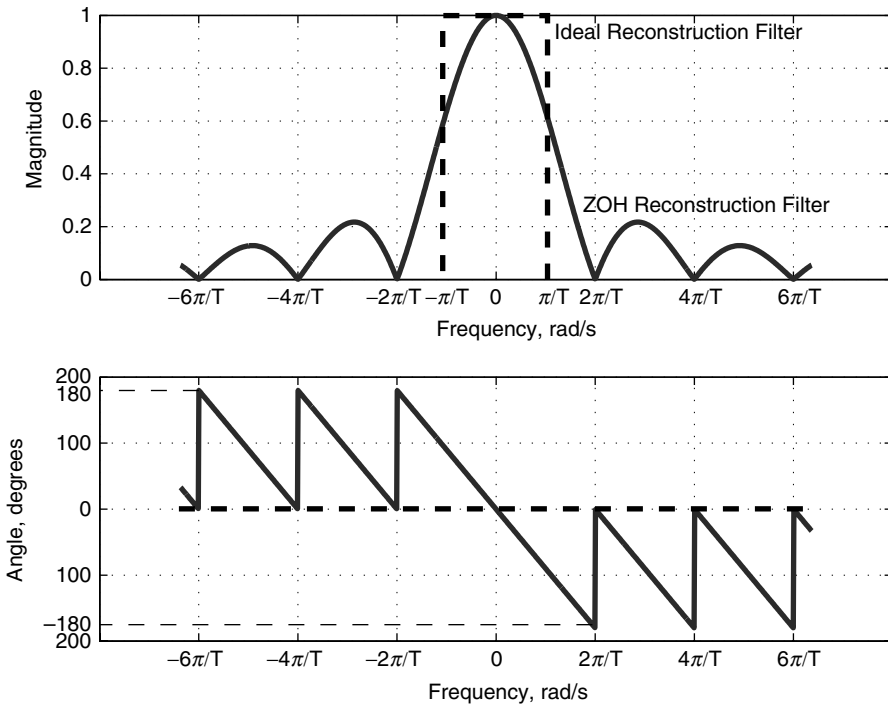 1
0.8
0.6
0.4
0.2
0
Magnitude
Ideal Reconstruction Filter
ZOH Reconstruction Filter
−6π/T −4π/T −2π/T −π/T 0 π/T 2π/T 4π/T 6π/T
Frequency, rad/s
200
180
100
0
100
−180
200
Angle, degrees
−6π/T −4π/T −2π/T 0 2π/T 4π/T 6π/T
Frequency, rad/s